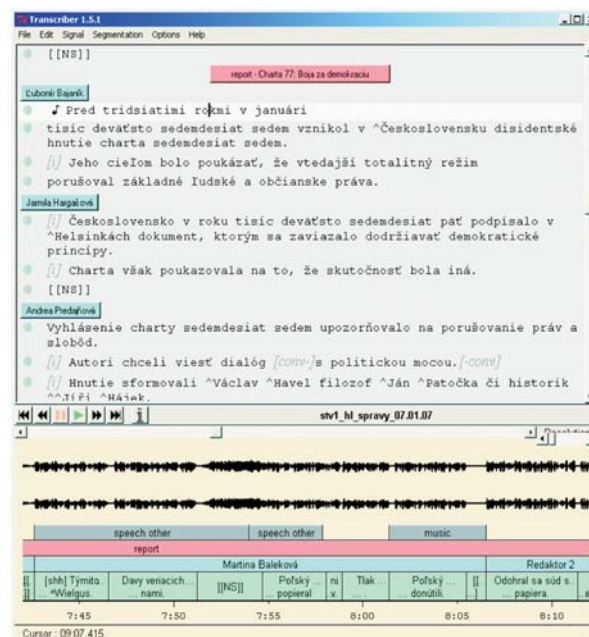 Transcriber 1.5.1
File Edit Signal Segmentation Options Help
[[NS]]
report - Charta 77: Boja za demokraciu
Ľubomír Bajaník
♪ Pred tridsiatimi rokmi v januári
tisíc deväťsto sedemdesiat sedem vznikol v ^Československu disidentské
hnutie charta sedemdesiat sedem.
[i] Jeho cieľom bolo poukázať, že vtedajší totalitný režim
porušoval základné ľudské a občianske práva.
Jarmila Hargašová
[i] Československo v roku tisíc deväťsto sedemdesiat päť podpísalo v
^Helsinkách dokument, ktorým sa zaviazalo dodržiavať demokratické
princípy.
[i] Charta však poukazovala na to, že skutočnosť bola iná.
[[NS]]
Andrea Predajňová
Vyhlásenie charty sedemdesiat sedem upozorňovalo na porušovanie práv a
slobôd.
[i] Autori chceli viesť dialóg [conv-]s politickou mocou.[-conv]
[i] Hnutie sformovali ^Václav ^Havel filozof ^Ján ^Patočka či historik
^^Jiří ^Hájek.
stv1_hl_spravy_07.01.07
speech other speech other music
report
Martina Baleková Redaktor 2
[[ [shh] Týmito... Davy veriacich... [[NS]] Poľský ... ni Tlak ... Poľský ... [[ Odohral sa súd s...
]] ... ^Wielgus. ... nami. ... popieral v. ... . ... donútili. ..] ... papiera.
7:45 7:50 7:55 8:00 8:05 8:10
Cursor : 09:07.415